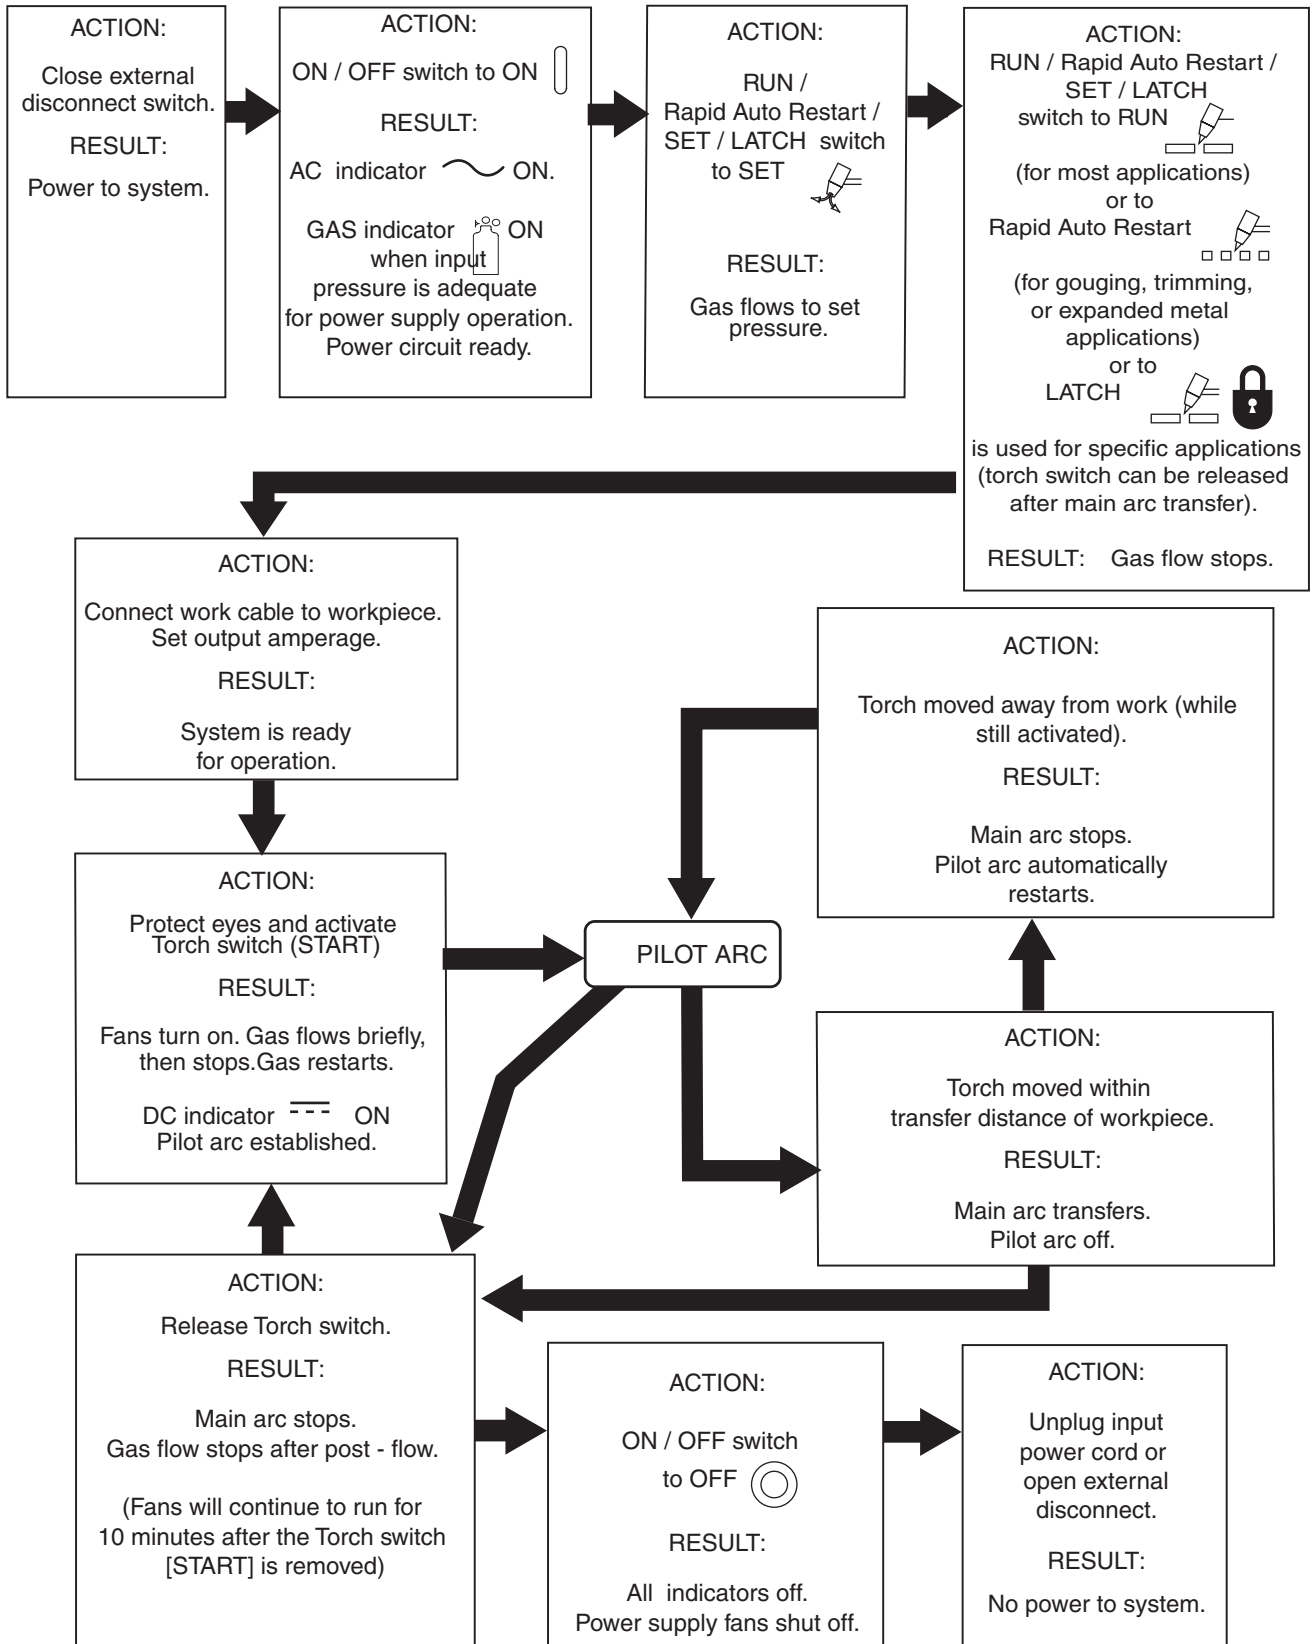 ACTION:
Close external
disconnect switch.
RESULT:
Power to system.
ACTION:
ON / OFF switch to ON
RESULT:
AC indicator ON.
GAS indicator ON
when input
pressure is adequate
for power supply operation.
Power circuit ready.
ACTION:
RUN /
Rapid Auto Restart /
SET / LATCH switch
to SET
RESULT:
Gas flows to set
pressure.
ACTION:
RUN / Rapid Auto Restart /
SET / LATCH
switch to RUN
(for most applications)
or to
Rapid Auto Restart
(for gouging, trimming,
or expanded metal
applications)
or to
LATCH
is used for specific applications
(torch switch can be released
after main arc transfer).
RESULT: Gas flow stops.
ACTION:
Connect work cable to workpiece.
Set output amperage.
RESULT:
System is ready
for operation.
ACTION:
Protect eyes and activate
Torch switch (START)
RESULT:
Fans turn on. Gas flows briefly,
then stops.Gas restarts.
DC indicator ON
Pilot arc established.
PILOT ARC
ACTION:
Torch moved away from work (while
still activated).
RESULT:
Main arc stops.
Pilot arc automatically
restarts.
ACTION:
Torch moved within
transfer distance of workpiece.
RESULT:
Main arc transfers.
Pilot arc off.
ACTION:
Release Torch switch.
RESULT:
Main arc stops.
Gas flow stops after post - flow.
(Fans will continue to run for
10 minutes after the Torch switch
[START] is removed)
ACTION:
ON / OFF switch
to OFF
RESULT:
All indicators off.
Power supply fans shut off.
ACTION:
Unplug input
power cord or
open external
disconnect.
RESULT:
No power to system.